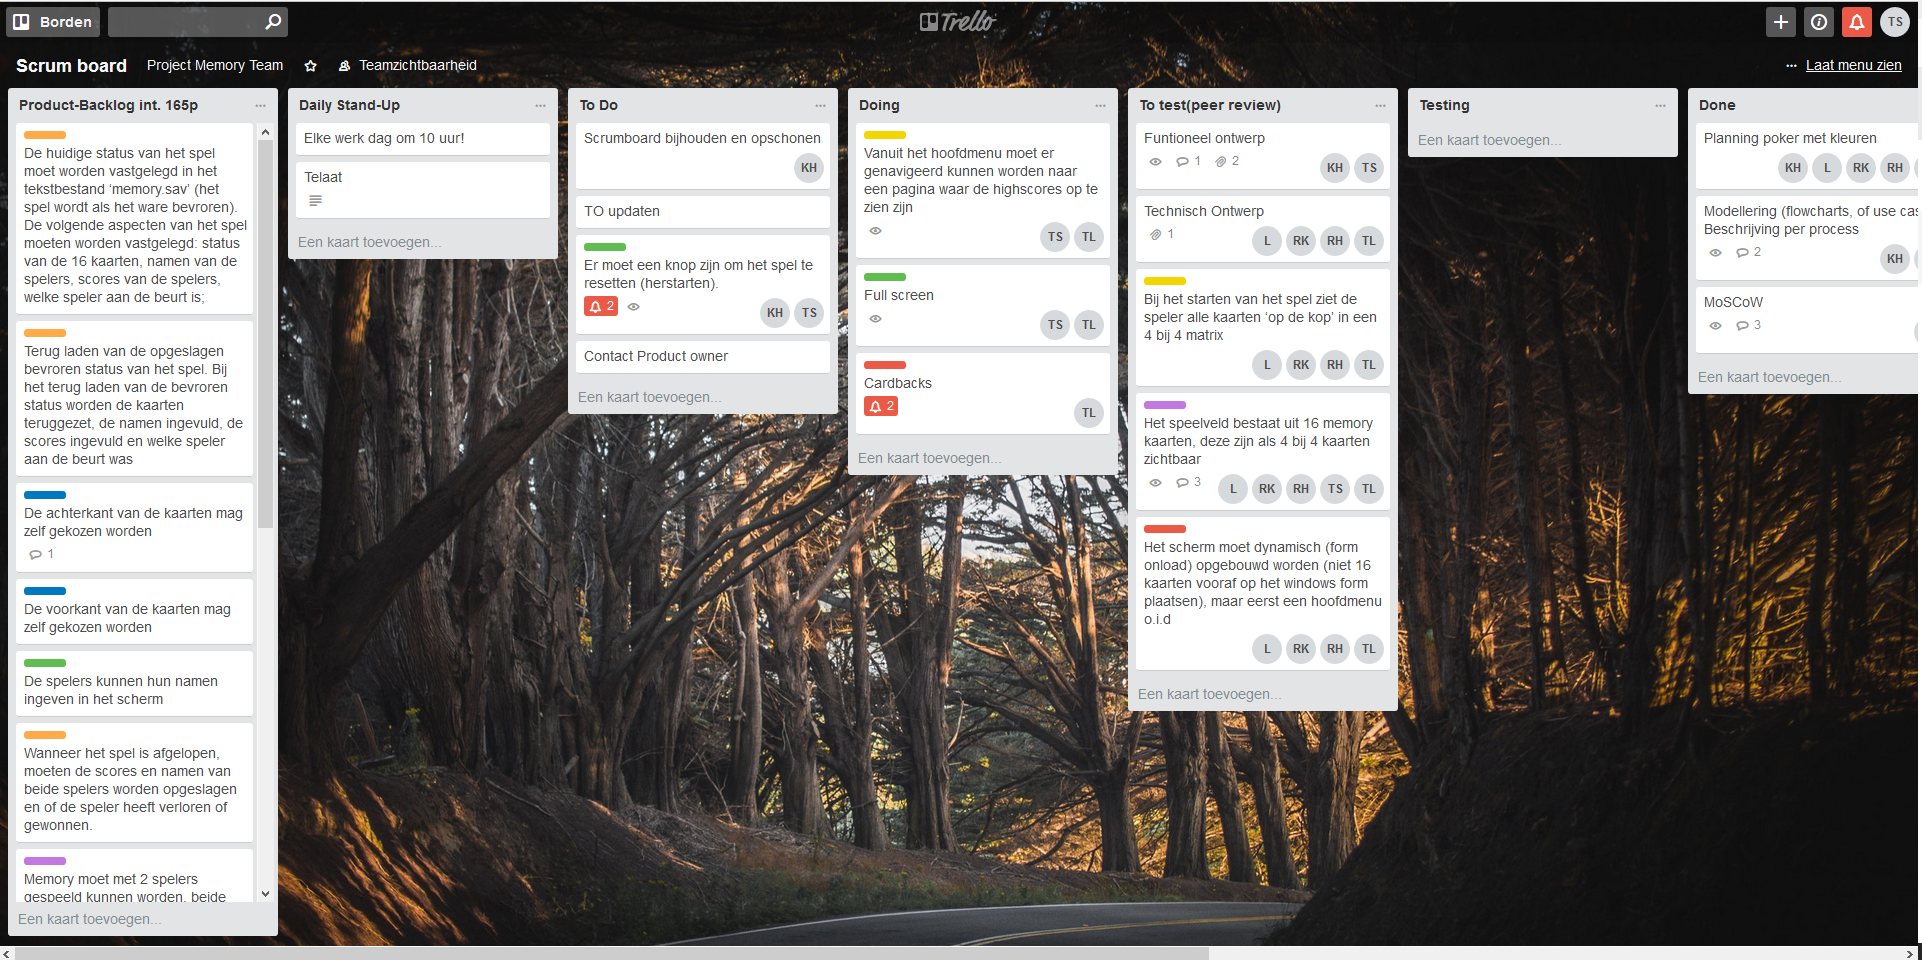 Borden
Trello
TS
Scrum board
Project Memory Team
Teamzichtbaarheid
Laat menu zien
Product-Backlog int. 165p
De huidige status van het spel
moet worden vastgelegd in het
tekstbestand ‘memory.sav’ (het
spel wordt als het ware bevroren).
De volgende aspecten van het spel
moeten worden vastgelegd: status
van de 16 kaarten, namen van de
spelers, scores van de spelers,
welke speler aan de beurt is;
Terug laden van de opgeslagen
bevroren status van het spel. Bij
het terug laden van de bevroren
status worden de kaarten
teruggezet, de namen ingevuld, de
scores ingevuld en welke speler
aan de beurt was
De achterkant van de kaarten mag
zelf gekozen worden
1
De voorkant van de kaarten mag
zelf gekozen worden
De spelers kunnen hun namen
ingeven in het scherm
Wanneer het spel is afgelopen,
moeten de scores en namen van
beide spelers worden opgeslagen
en of de speler heeft verloren of
gewonnen.
Memory moet met 2 spelers
gespeeld kunnen worden, beide
Een kaart toevoegen...
Daily Stand-Up
Elke werk dag om 10 uur!
Telaat
Een kaart toevoegen...
To Do
Scrumboard bijhouden en opschonen
KH
TO updaten
Er moet een knop zijn om het spel te
resetten (herstarten).
2 KH TS
Contact Product owner
Een kaart toevoegen...
Doing
Vanuit het hoofdmenu moet er
genavigeerd kunnen worden naar
een pagina waar de highscores op te
zien zijn
TS TL
Full screen
TS TL
Cardbacks
2 TL
Een kaart toevoegen...
To test(peer review)
Funtioneel ontwerp
1 2 KH TS
Technisch Ontwerp
1 L RK RH TL
Bij het starten van het spel ziet de
speler alle kaarten ‘op de kop’ in een
4 bij 4 matrix
L RK RH TL
Het speelveld bestaat uit 16 memory
kaarten, deze zijn als 4 bij 4 kaarten
zichtbaar
3 L RK RH TS TL
Het scherm moet dynamisch (form
onload) opgebouwd worden (niet 16
kaarten vooraf op het windows form
plaatsen), maar eerst een hoofdmenu
o.i.d
L RK RH TL
Een kaart toevoegen...
Testing
Een kaart toevoegen...
Done
Planning poker met kleuren
KH L RK RH
Modellering (flowcharts, of use cas
Beschrijving per process
2 KH
MoSCoW
3
Een kaart toevoegen...